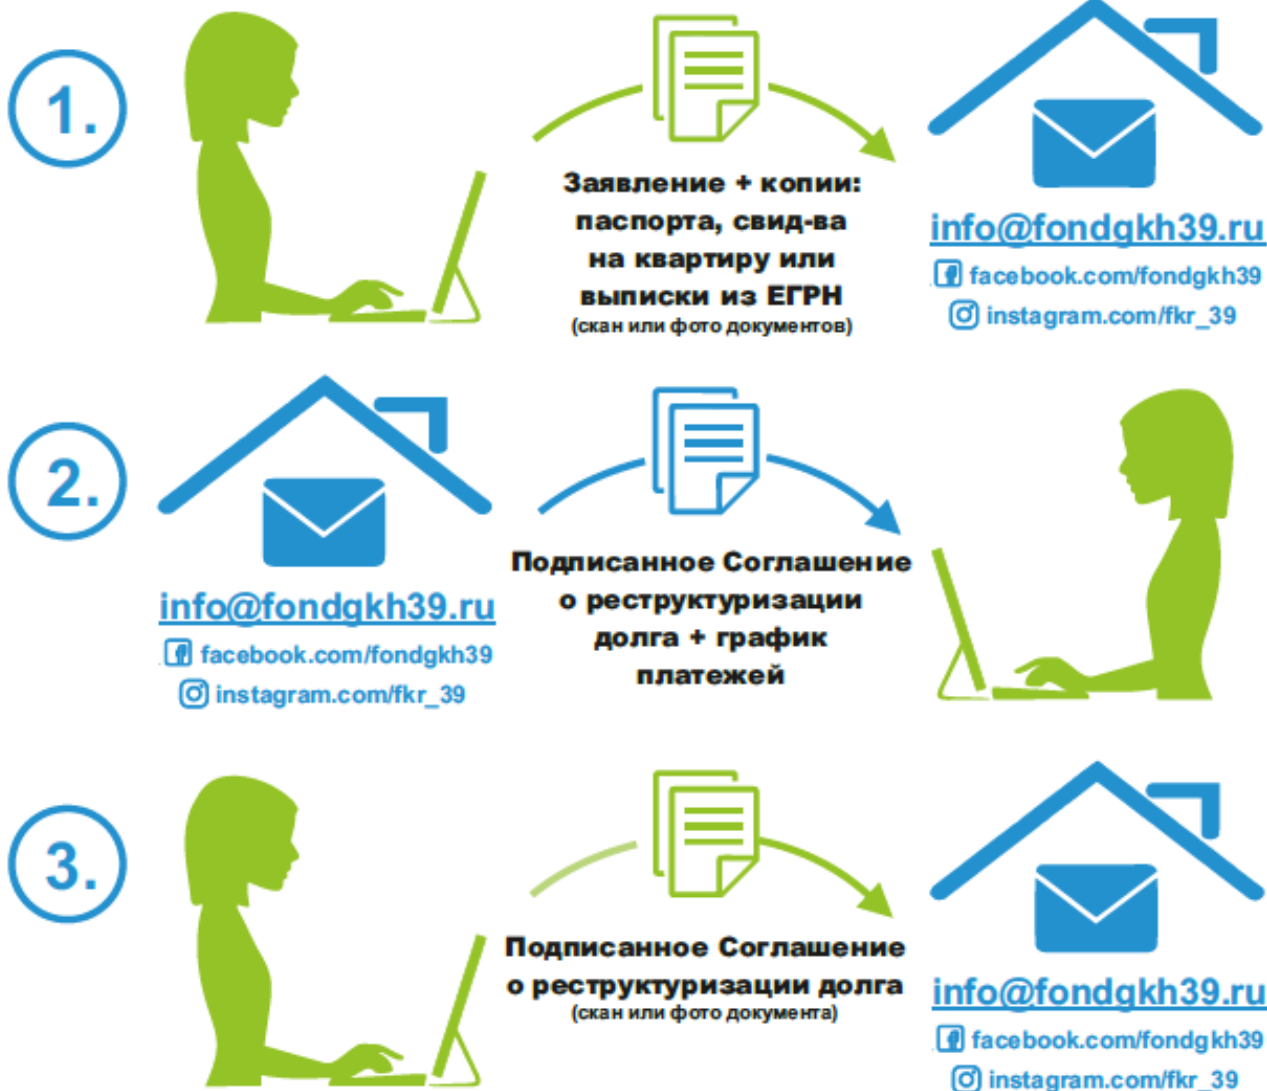 1.
Заявление + копии:
паспорта, свид-ва
на квартиру или
выписки из ЕГРН
(скан или фото документов)
info@fondgkh39.ru
facebook.com/fondgkh39
instagram.com/fkr_39
2.
info@fondgkh39.ru
facebook.com/fondgkh39
instagram.com/fkr_39
Подписанное Соглашение
о реструктуризации
долга + график
платежей
3.
Подписанное Соглашение
о реструктуризации долга
(скан или фото документа)
info@fondgkh39.ru
facebook.com/fondgkh39
instagram.com/fkr_39